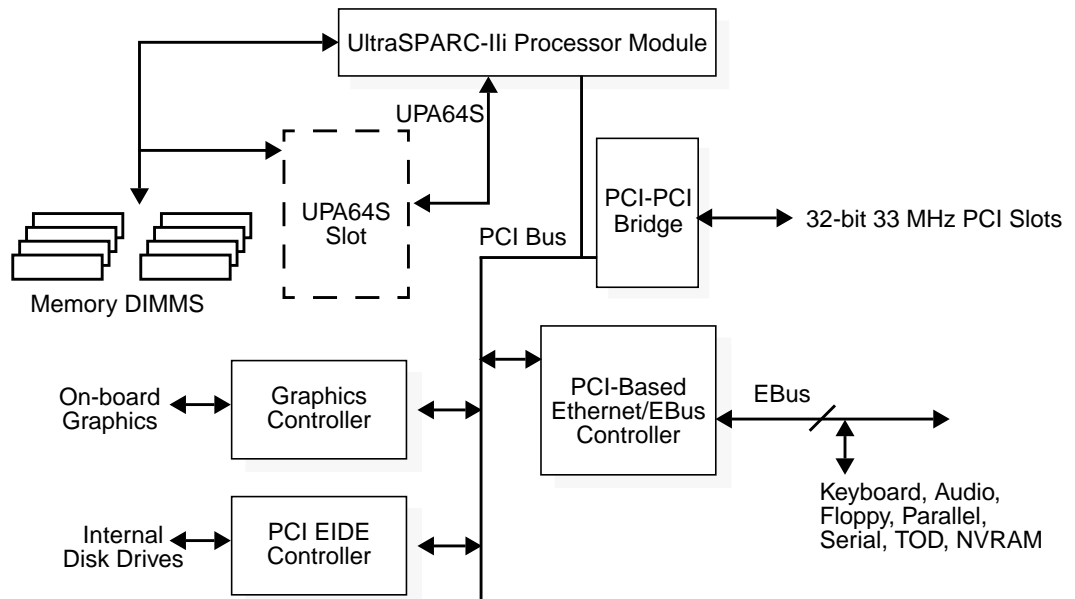 UltraSPARC-IIi Processor Module
UPA64S
UPA64S
Slot
PCI-PCI
Bridge
32-bit 33 MHz PCI Slots
PCI Bus
Memory DIMMS
On-board
Graphics
Graphics
Controller
PCI-Based
Ethernet/EBus
Controller
EBus
Keyboard, Audio,
Floppy, Parallel,
Serial, TOD, NVRAM
Internal
Disk Drives
PCI EIDE
Controller